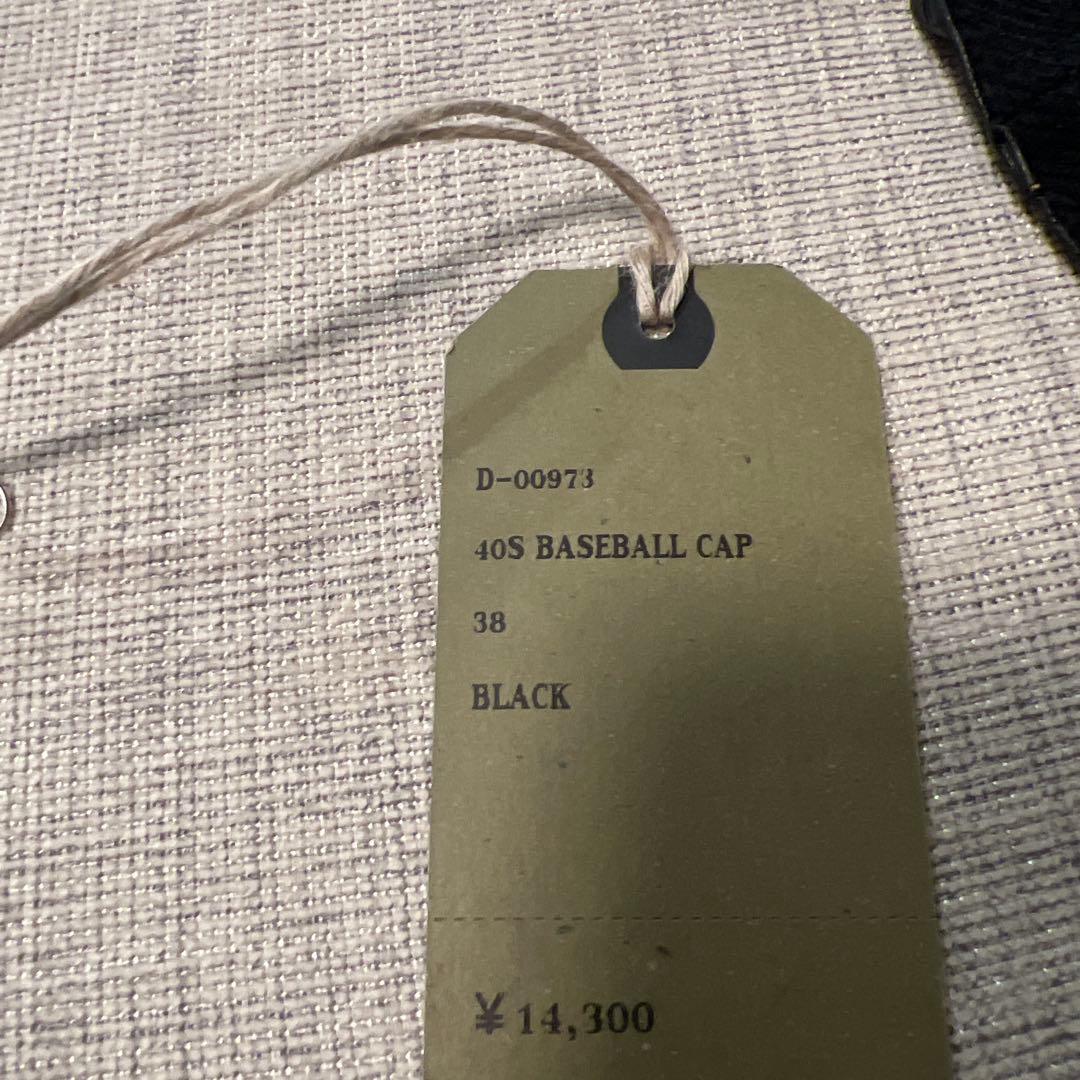 D-00973
40S BASEBALL CAP
38
BLACK
¥14,300